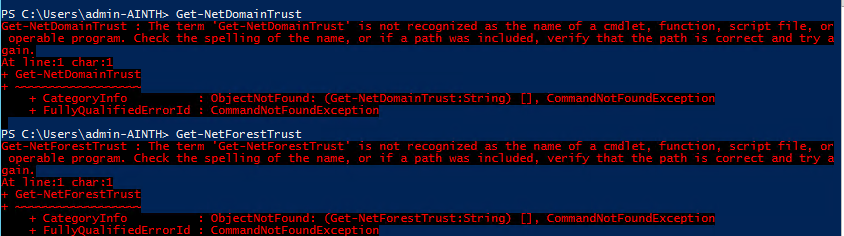 PS C:\Users\admin-AINTH> Get-NetDomainTrust
Get-NetDomainTrust : The term 'Get-NetDomainTrust' is not recognized as the name of a cmdlet, function, script file, or
operable program. Check the spelling of the name, or if a path was included, verify that the path is correct and try a
gain.
At line:1 char:1
+ Get-NetDomainTrust
+ ~~~~~~~~~~~~~~~~~~
+ CategoryInfo : ObjectNotFound: (Get-NetDomainTrust:String) [], CommandNotFoundException
+ FullyQualifiedErrorId : CommandNotFoundException
PS C:\Users\admin-AINTH> Get-NetForestTrust
Get-NetForestTrust : The term 'Get-NetForestTrust' is not recognized as the name of a cmdlet, function, script file, or
operable program. Check the spelling of the name, or if a path was included, verify that the path is correct and try a
gain.
At line:1 char:1
+ Get-NetForestTrust
+ ~~~~~~~~~~~~~~~~~~
+ CategoryInfo : ObjectNotFound: (Get-NetForestTrust:String) [], CommandNotFoundException
+ FullyQualifiedErrorId : CommandNotFoundException